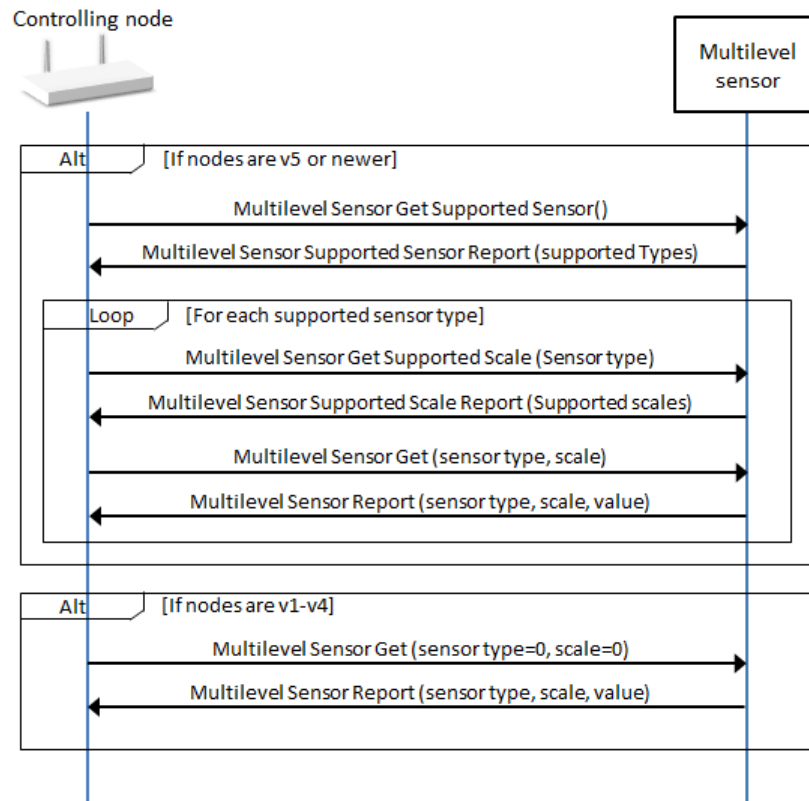 Controlling node
Multilevel
sensor
Alt [If nodes are v5 or newer]
Multilevel Sensor Get Supported Sensor()
Multilevel Sensor Supported Sensor Report (supported Types)
Loop [For each supported sensor type]
Multilevel Sensor Get Supported Scale (Sensor type)
Multilevel Sensor Supported Scale Report (Supported scales)
Multilevel Sensor Get (sensor type, scale)
Multilevel Sensor Report (sensor type, scale, value)
Alt [If nodes are v1-v4]
Multilevel Sensor Get (sensor type=0, scale=0)
Multilevel Sensor Report (sensor type, scale, value)